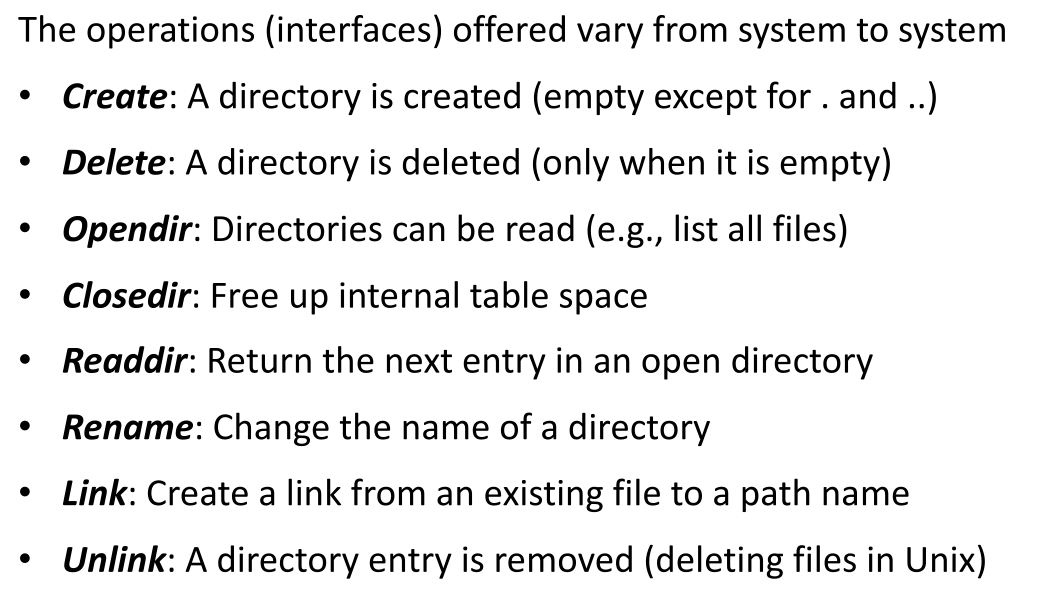 The operations (interfaces) offered vary from system to system
• Create: A directory is created (empty except for . and ..)
• Delete: A directory is deleted (only when it is empty)
• Opendir: Directories can be read (e.g., list all files)
• Closedir: Free up internal table space
• Readdir: Return the next entry in an open directory
• Rename: Change the name of a directory
• Link: Create a link from an existing file to a path name
• Unlink: A directory entry is removed (deleting files in Unix)